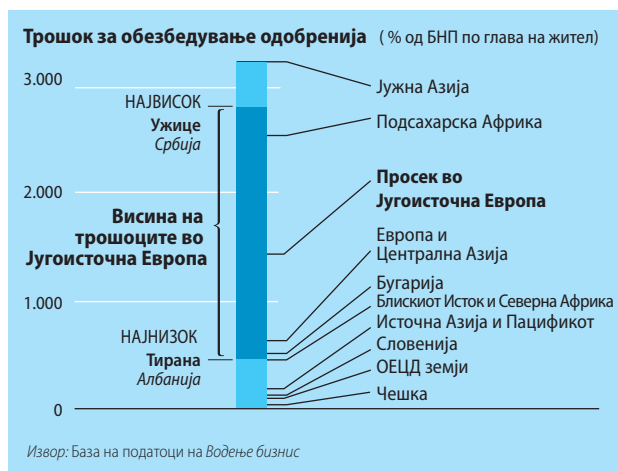 Трошок за обезбедување одобренија ( % од БНП по глава на жител)
3.000
2.000
1.000
0
НАЈВИСОК
Ужице
Србија
Висина на
трошоците во
Југоисточна Европа
НАЈНИЗОК
Тирана
Албанија
Јужна Азија
Подсахарска Африка
Просек во
Југоисточна Европа
Европа и
Централна Азија
Бугарија
Блискиот Исток и Северна Африка
Источна Азија и Пацификот
Словенија
ОЕЦД земји
Чешка
Извор: База на податоци на Водење бизнис